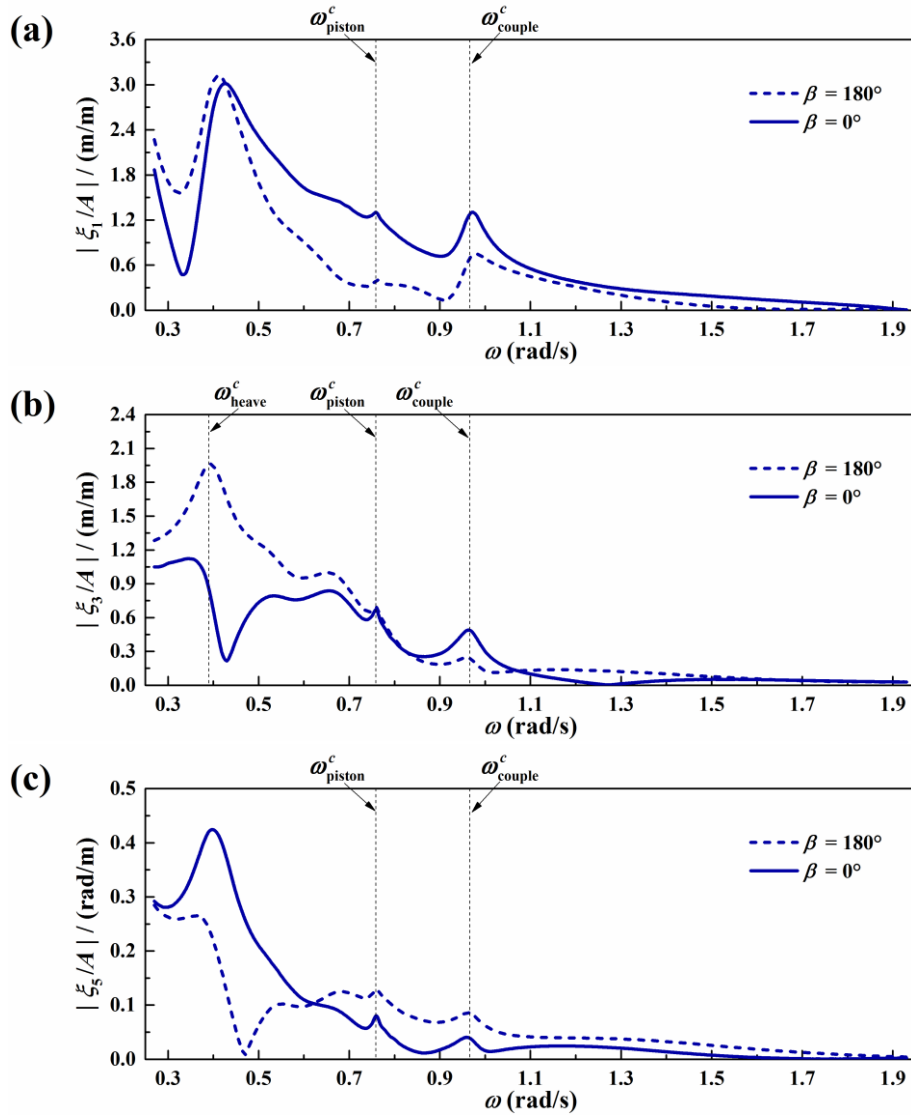 (a)
ω^c_piston ω^c_couple
3.6
3.0
2.4
1.8
1.2
0.6
0.0
| ξ₁/A | / (m/m)
β = 180°
β = 0°
0.3 0.5 0.7 0.9 1.1 1.3 1.5 1.7 1.9
ω (rad/s)
(b)
ω^c_heave ω^c_piston ω^c_couple
2.4
2.1
1.8
1.5
1.2
0.9
0.6
0.3
0.0
| ξ₃/A | / (m/m)
β = 180°
β = 0°
0.3 0.5 0.7 0.9 1.1 1.3 1.5 1.7 1.9
ω (rad/s)
(c)
ω^c_piston ω^c_couple
0.5
0.4
0.3
0.2
0.1
0.0
| ξ₅/A | / (rad/m)
β = 180°
β = 0°
0.3 0.5 0.7 0.9 1.1 1.3 1.5 1.7 1.9
ω (rad/s)